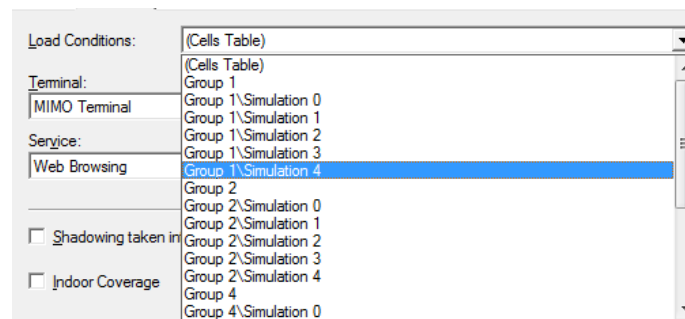 Load Conditions:
(Cells Table)
(Cells Table)
Terminal:
Group 1
MIMO Terminal
Group 1\Simulation 0
Group 1\Simulation 1
Service:
Group 1\Simulation 2
Group 1\Simulation 3
Web Browsing
Group 1\Simulation 4
Group 2
Group 2\Simulation 0
Group 2\Simulation 1
Shadowing taken in
Group 2\Simulation 2
Group 2\Simulation 3
Indoor Coverage
Group 2\Simulation 4
Group 4
Group 4\Simulation 0